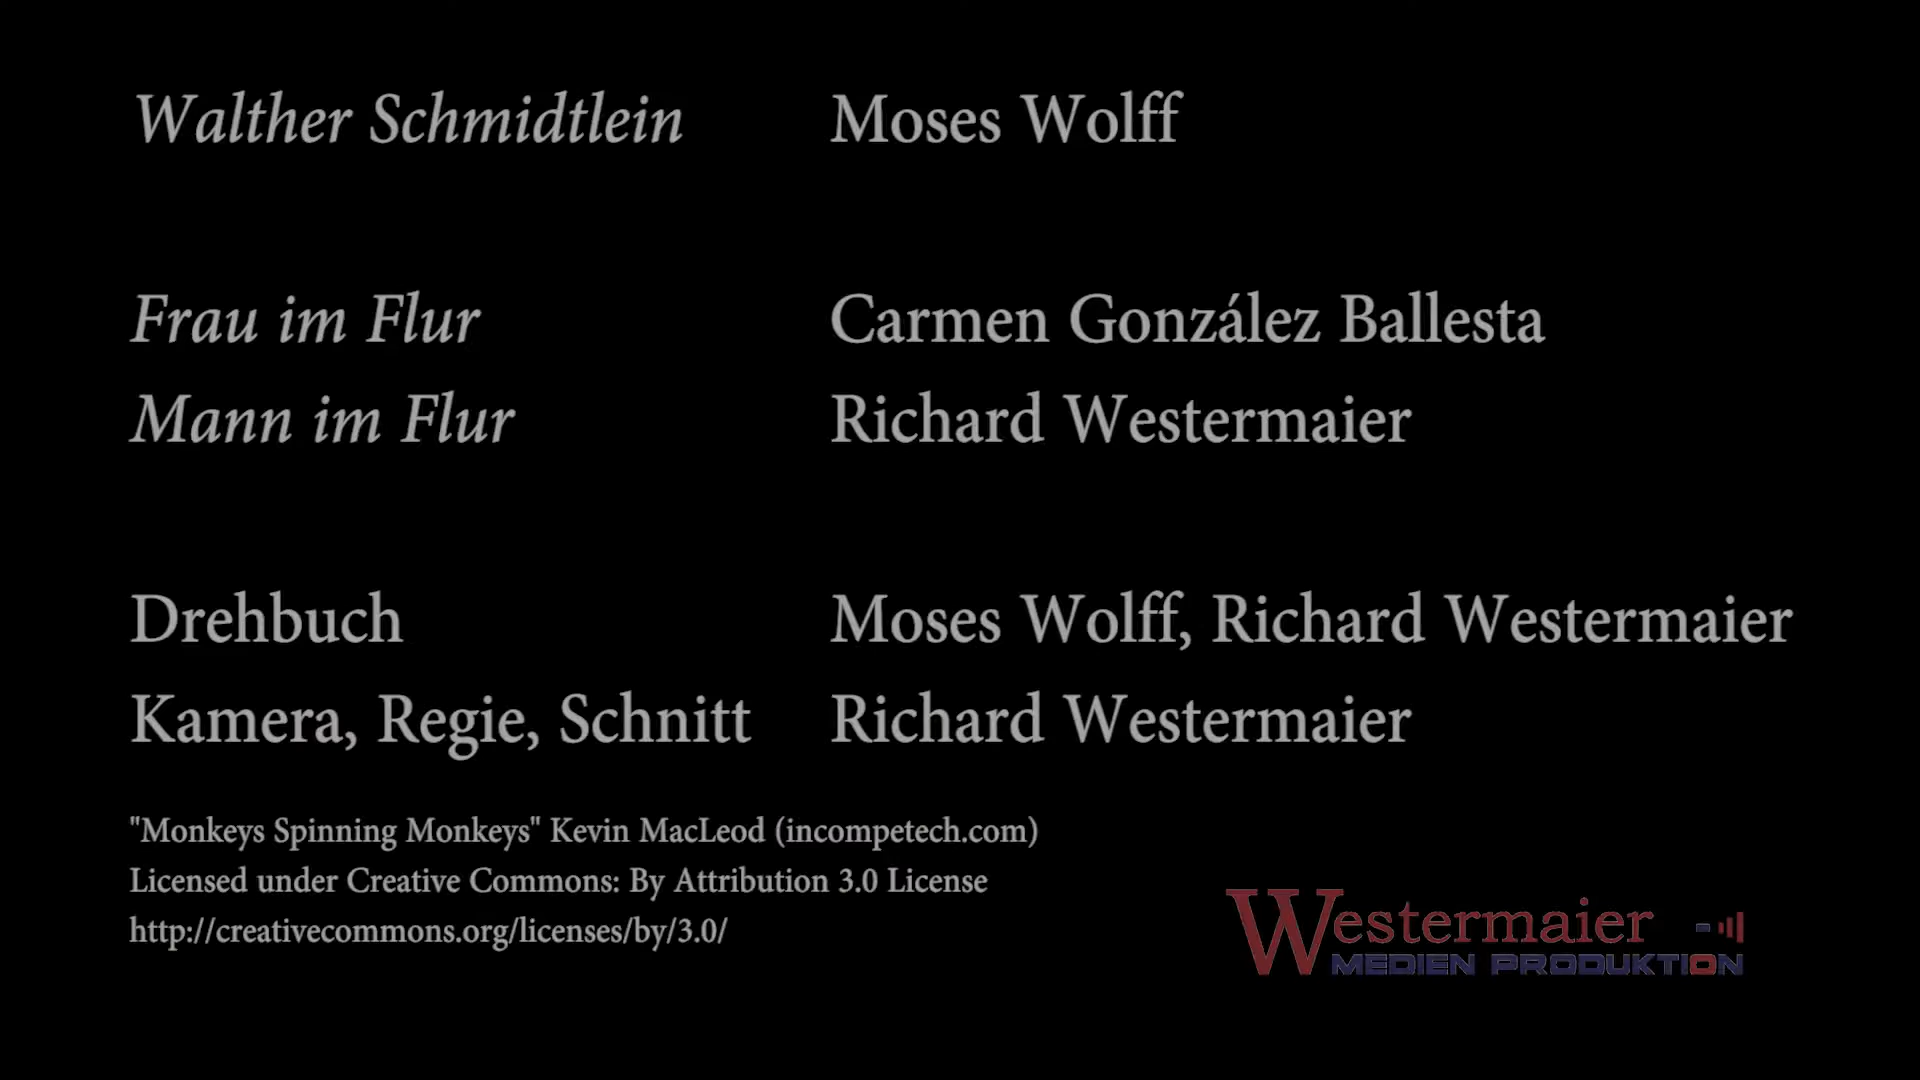 Walther Schmidtlein Moses Wolff
Frau im Flur Carmen González Ballesta
Mann im Flur Richard Westermaier
Drehbuch Moses Wolff, Richard Westermaier
Kamera, Regie, Schnitt Richard Westermaier
"Monkeys Spinning Monkeys" Kevin MacLeod (incompetech.com)
Licensed under Creative Commons: By Attribution 3.0 License
http://creativecommons.org/licenses/by/3.0/
Westermaier
MEDIEN PRODUKTION